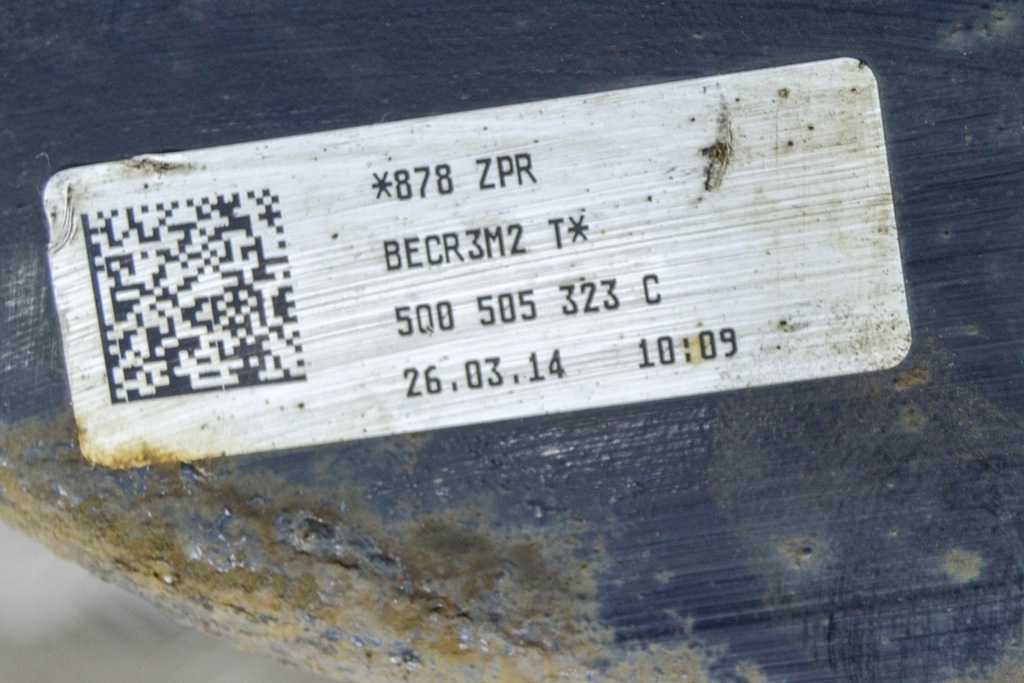 *878 ZPR
BECR3M2 T*
5Q0 505 323 C
26.03.14 10:09